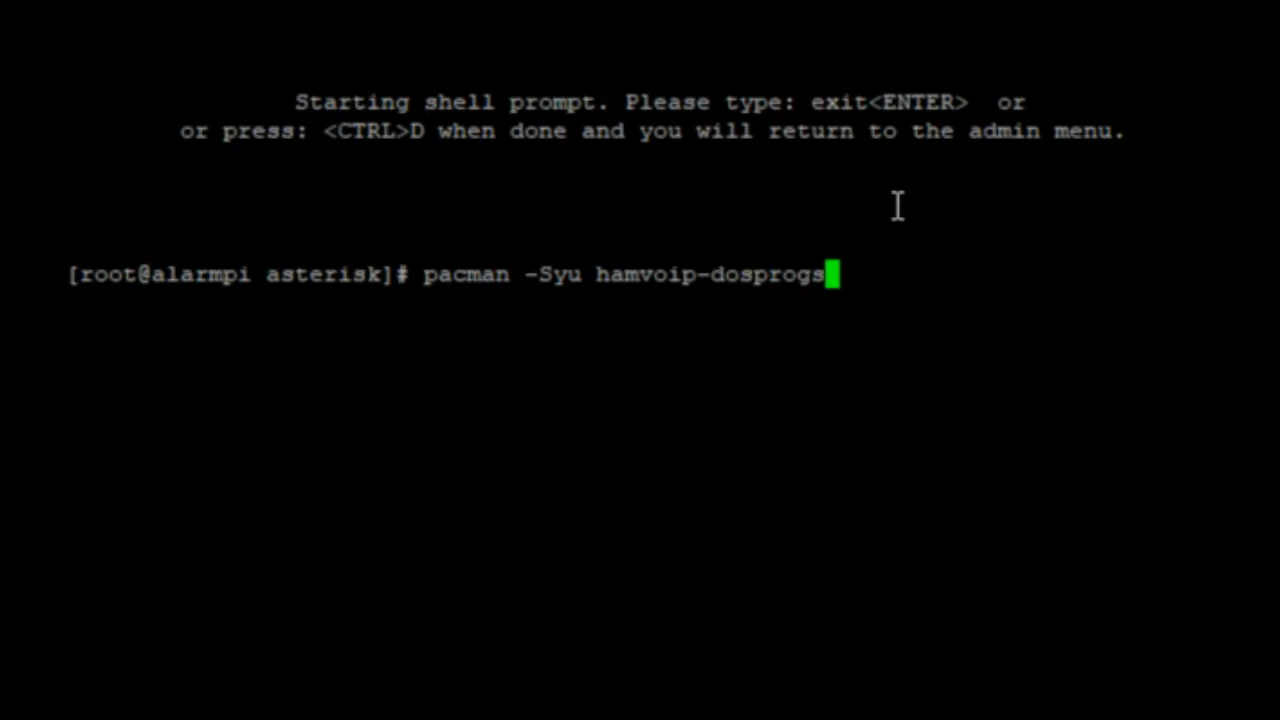 Starting shell prompt. Please type: exit<ENTER>  or
or press: <CTRL>D when done and you will return to the admin menu.
[root@alarmpi asterisk]# pacman -Syu hamvoip-dosprogs